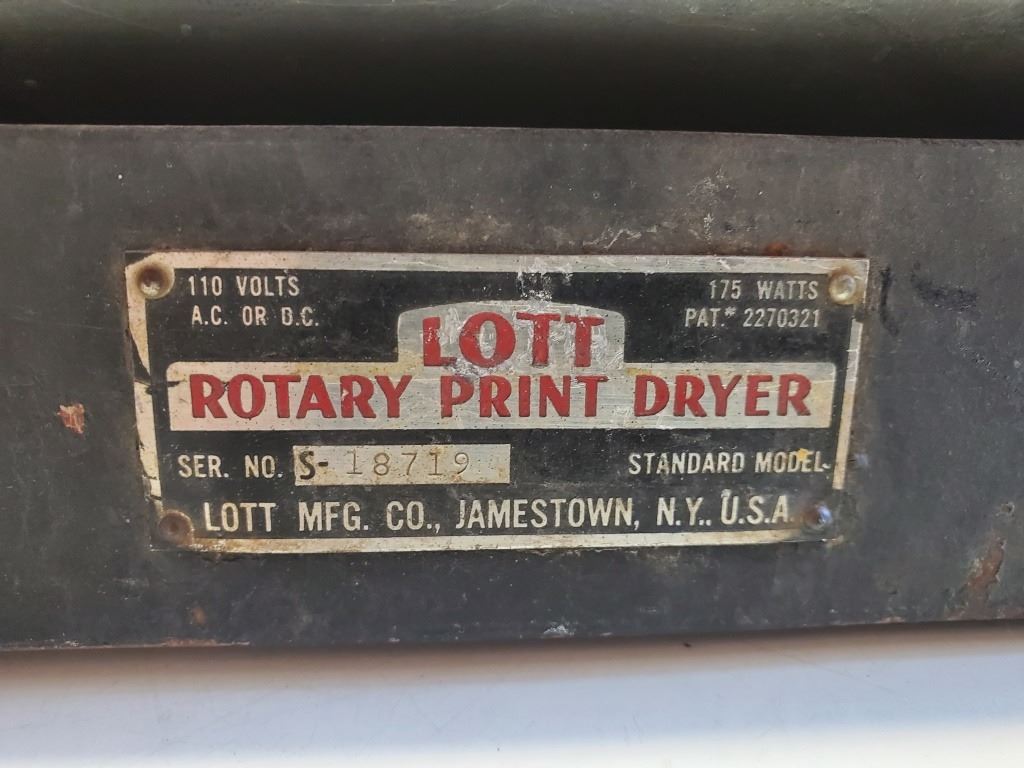 110 VOLTS
A.C. OR D.C.
175 WATTS
PAT.# 2270321
LOTT
ROTARY PRINT DRYER
SER. NO. S-18719
STANDARD MODEL
LOTT MFG. CO., JAMESTOWN, N.Y., U.S.A.